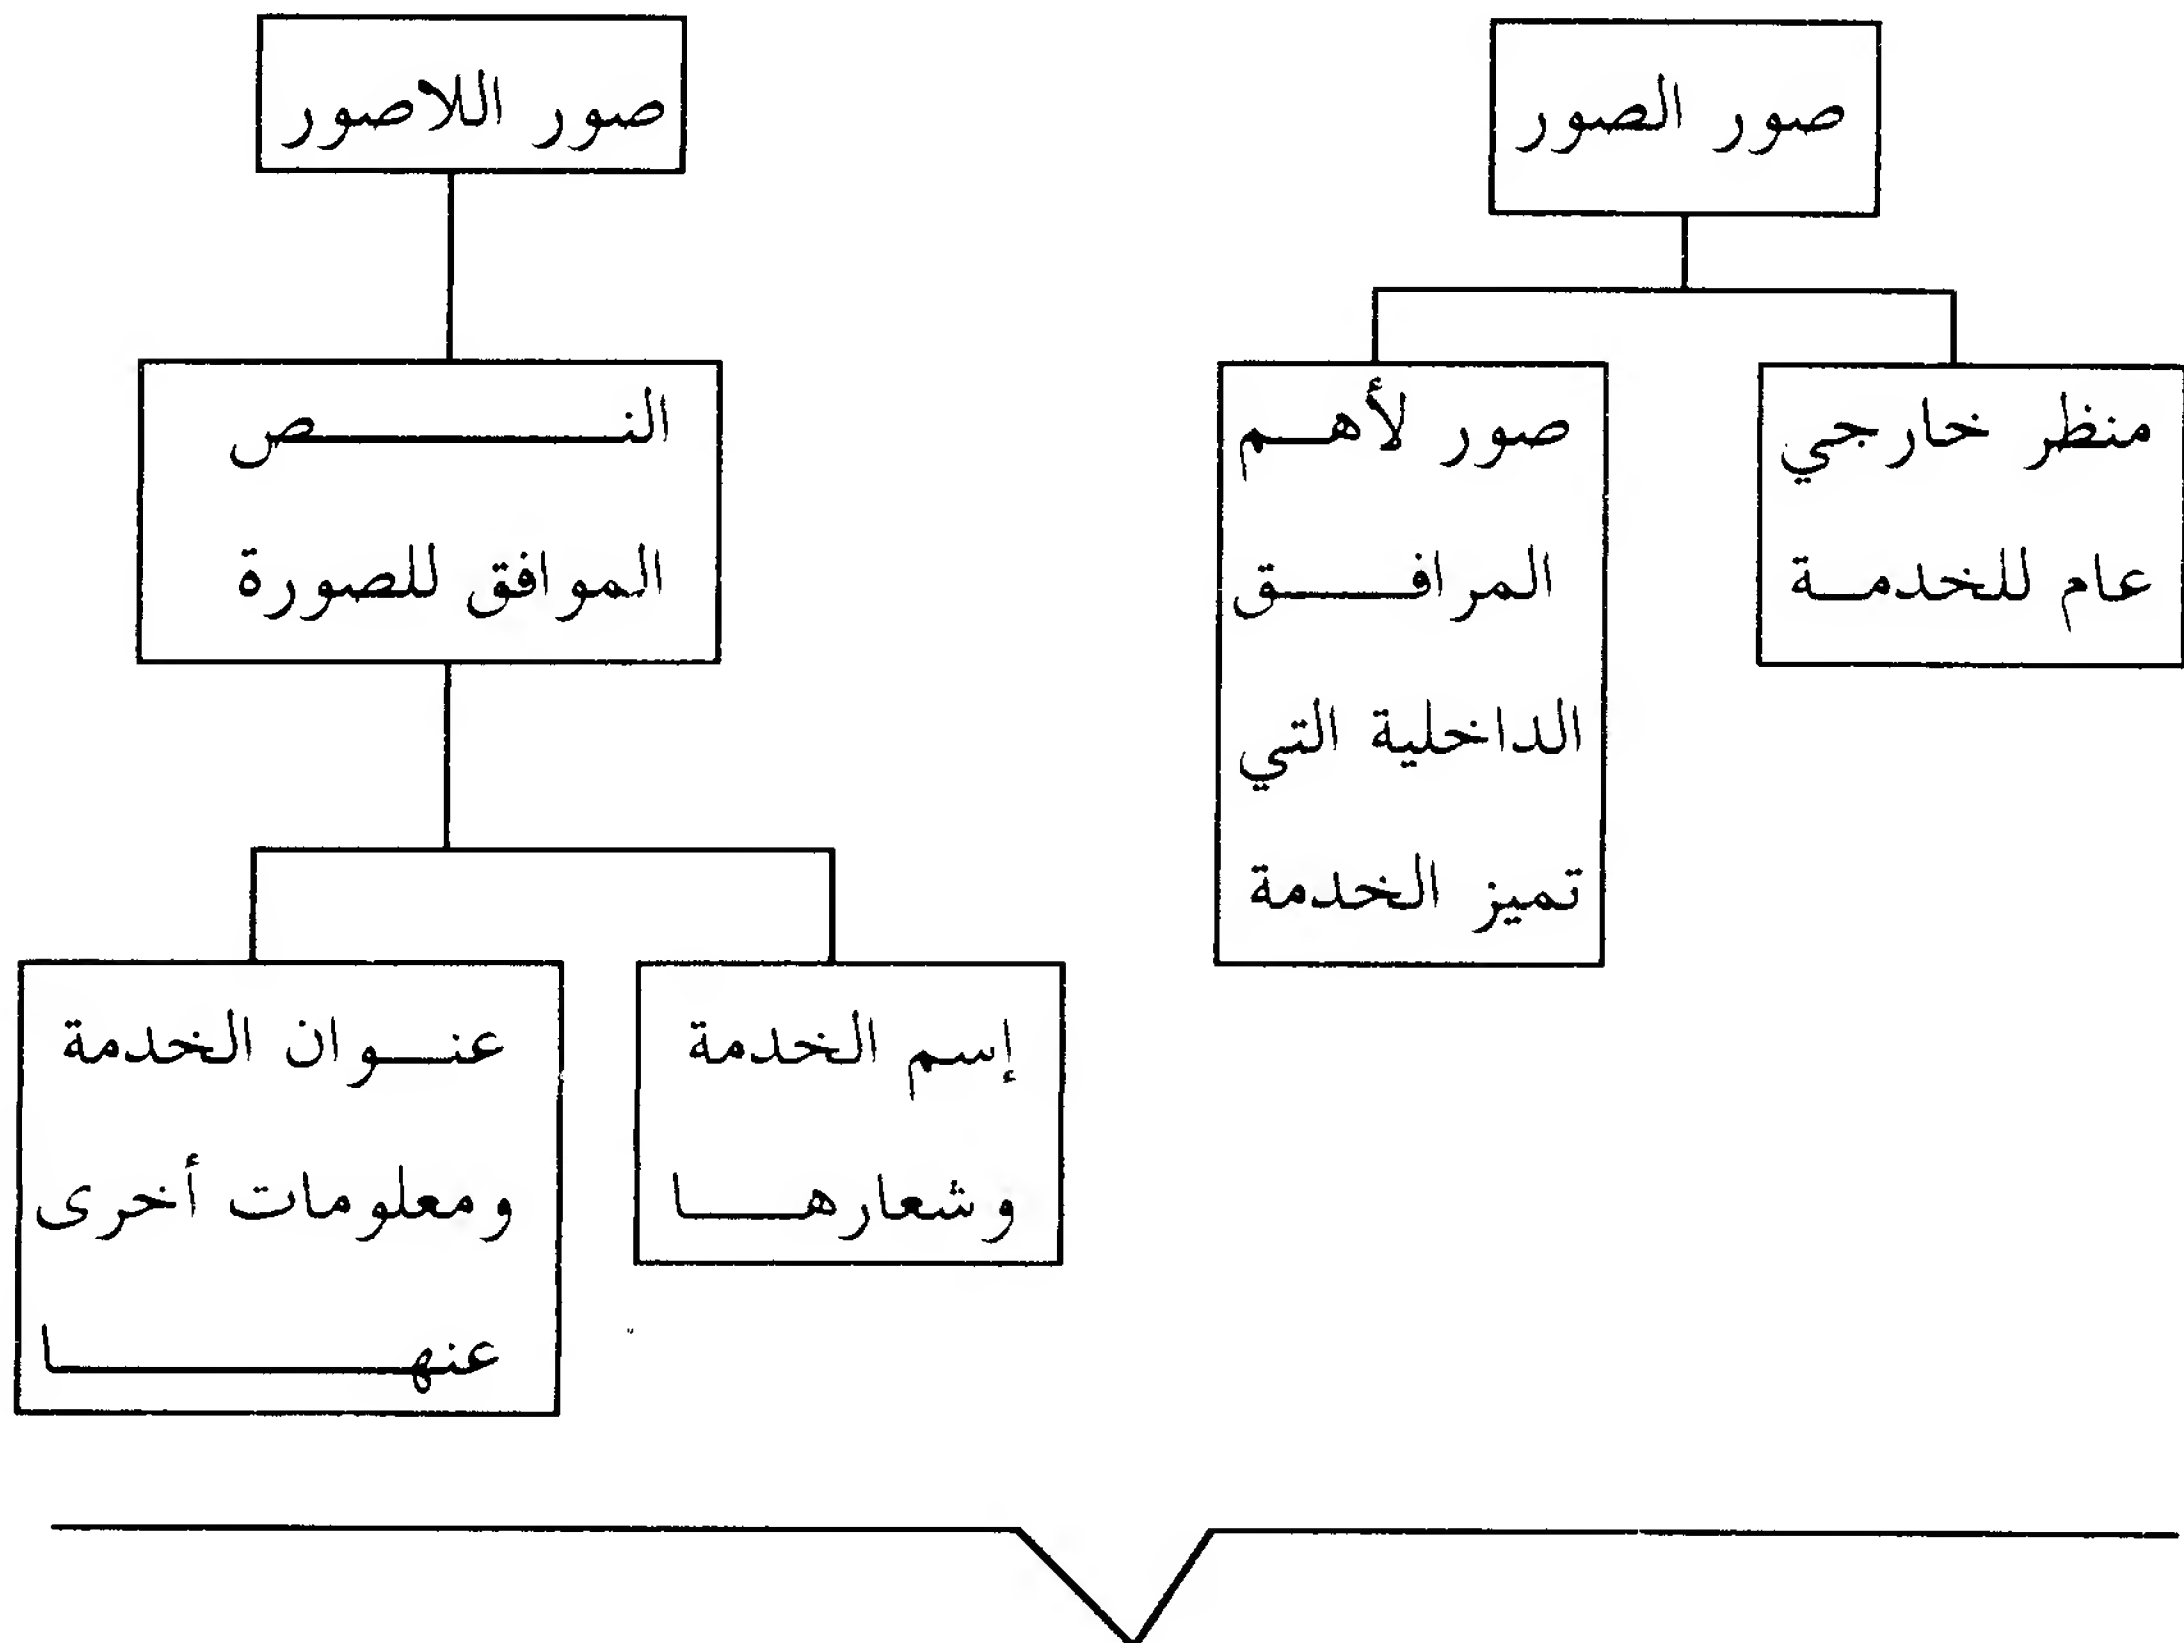 صور الصور
منظر خارجي
عام للخدمة
صور لأهم
المرافق
الداخلية التي
تميز الخدمة
صور اللاصور
النص
الموافق للصورة
إسم الخدمة
وشعارها
عنوان الخدمة
ومعلومات أخرى
عنها